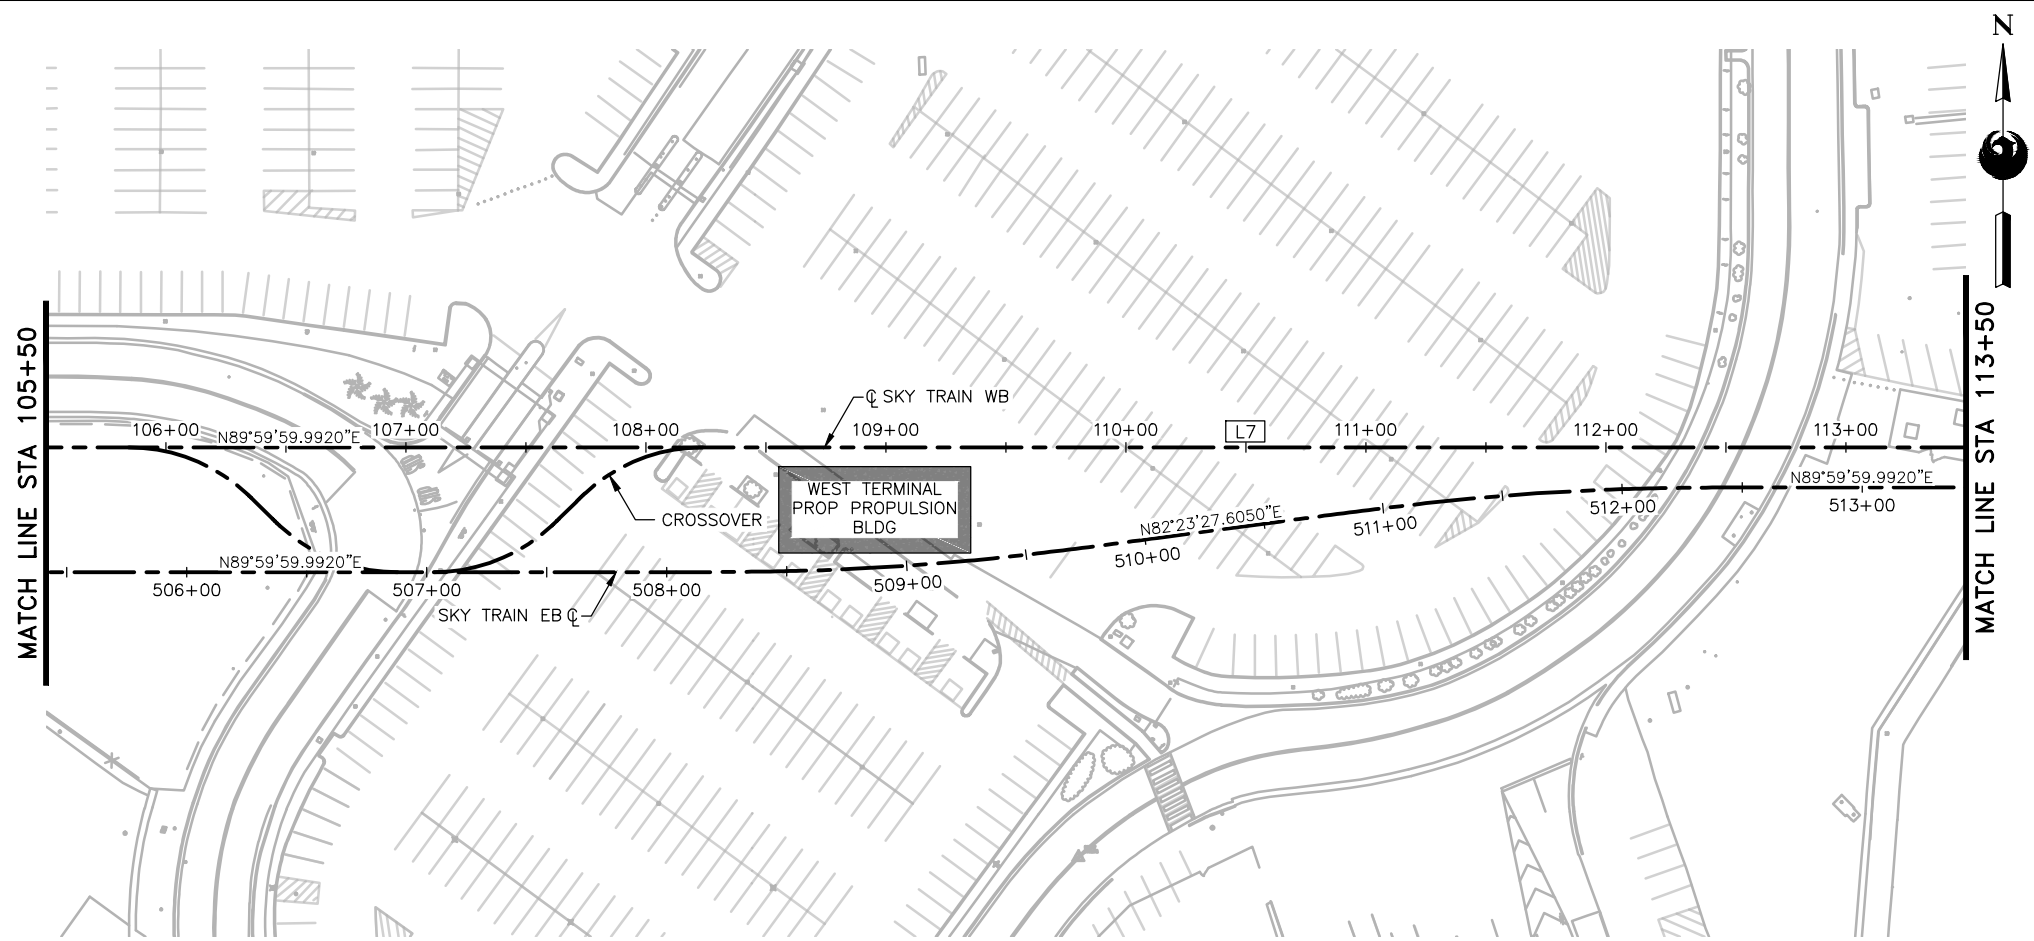 N
MATCH LINE STA 105+50
MATCH LINE STA 113+50
℄ SKY TRAIN WB
106+00
N89°59'59.9920"E
107+00
108+00
109+00
110+00
L7
111+00
112+00
113+00
N89°59'59.9920"E
513+00
WEST TERMINAL
PROP PROPULSION
BLDG
CROSSOVER
N82°23'27.6050"E
510+00
511+00
512+00
N89°59'59.9920"E
506+00
507+00
508+00
509+00
SKY TRAIN EB ℄